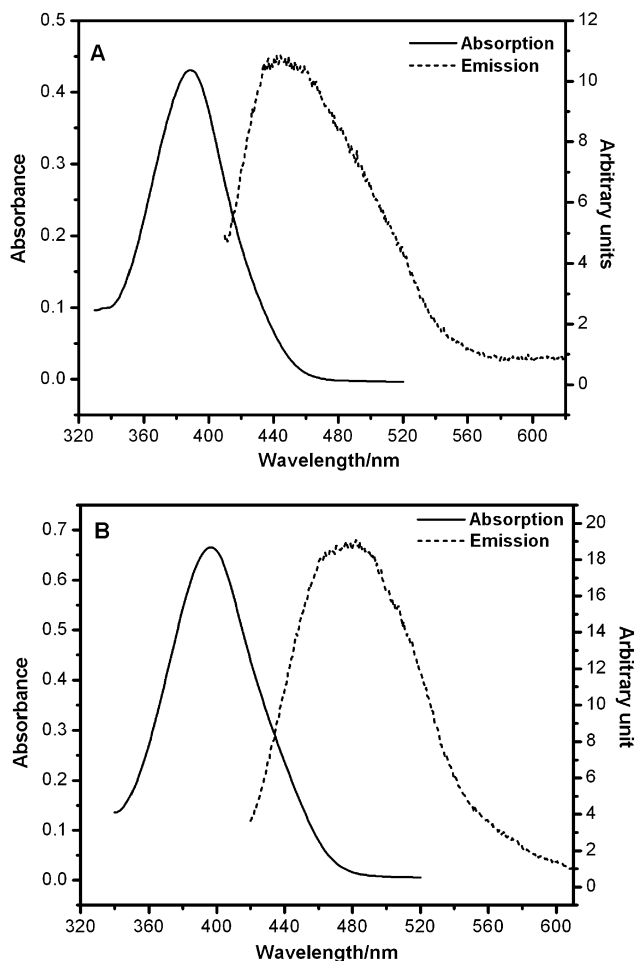 A
Absorption
Emission
0.5
0.4
0.3
0.2
0.1
0.0
Absorbance
12
10
8
6
4
2
0
Arbitrary units
320 360 400 440 480 520 560 600
Wavelength/nm
B
Absorption
Emission
0.7
0.6
0.5
0.4
0.3
0.2
0.1
0.0
Absorbance
20
18
16
14
12
10
8
6
4
2
0
Arbitrary unit
320 360 400 440 480 520 560 600
Wavelength/nm